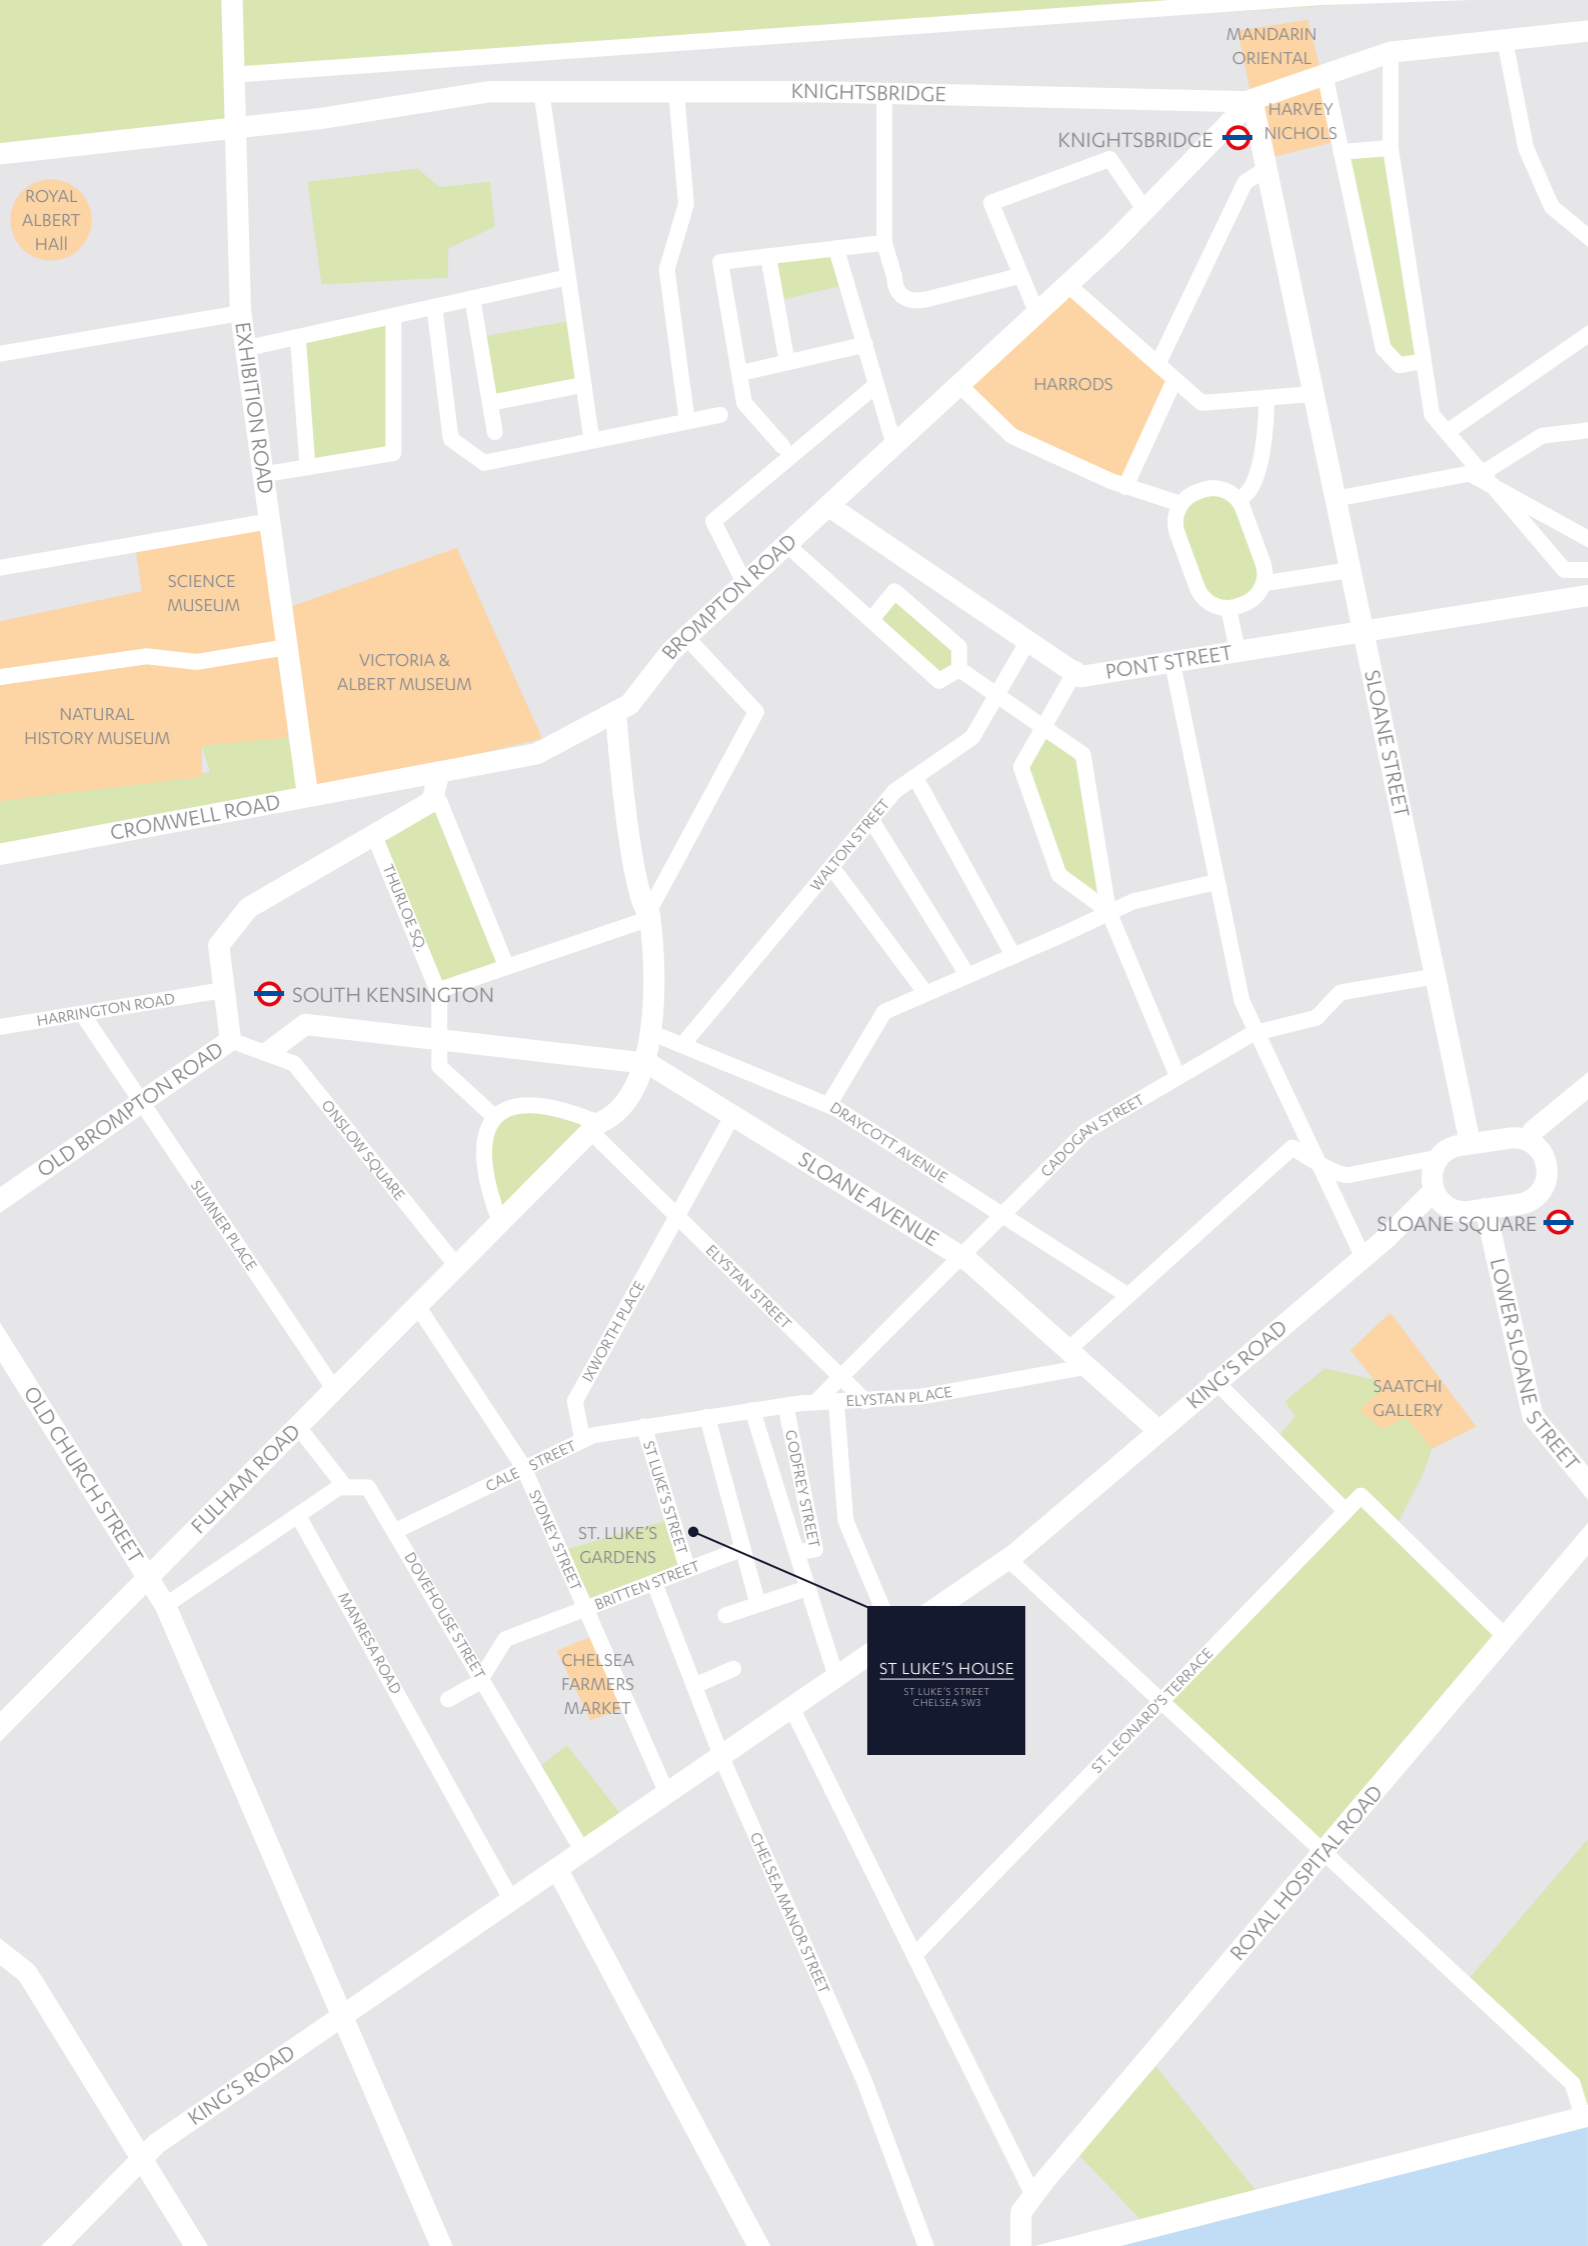 MANDARIN
ORIENTAL
KNIGHTSBRIDGE
HARVEY
NICHOLS
KNIGHTSBRIDGE
ROYAL
ALBERT
HAll
EXHIBITION ROAD
HARRODS
SCIENCE
MUSEUM
BROMPTON ROAD
VICTORIA &
ALBERT MUSEUM
PONT STREET
SLOANE STREET
NATURAL
HISTORY MUSEUM
CROMWELL ROAD
WALTON STREET
THURLOE SQ.
SOUTH KENSINGTON
HARRINGTON ROAD
OLD BROMPTON ROAD
ONSLOW SQUARE
DRAYCOTT AVENUE
CADOGAN STREET
SLOANE AVENUE
SUMNER PLACE
SLOANE SQUARE
ELYSTAN STREET
IXWORTH PLACE
LOWER SLOANE STREET
KING'S ROAD
SAATCHI
GALLERY
ELYSTAN PLACE
OLD CHURCH STREET
FULHAM ROAD
CALE STREET
ST LUKE'S STREET
GODFREY STREET
SYDNEY STREET
ST. LUKE'S
GARDENS
BRITTEN STREET
DOVEHOUSE STREET
MANRESA ROAD
CHELSEA
FARMERS
MARKET
ST LUKE'S HOUSE
ST LUKE'S STREET
CHELSEA SW3
ST. LEONARD'S TERRACE
ROYAL HOSPITAL ROAD
CHELSEA MANOR STREET
KING'S ROAD